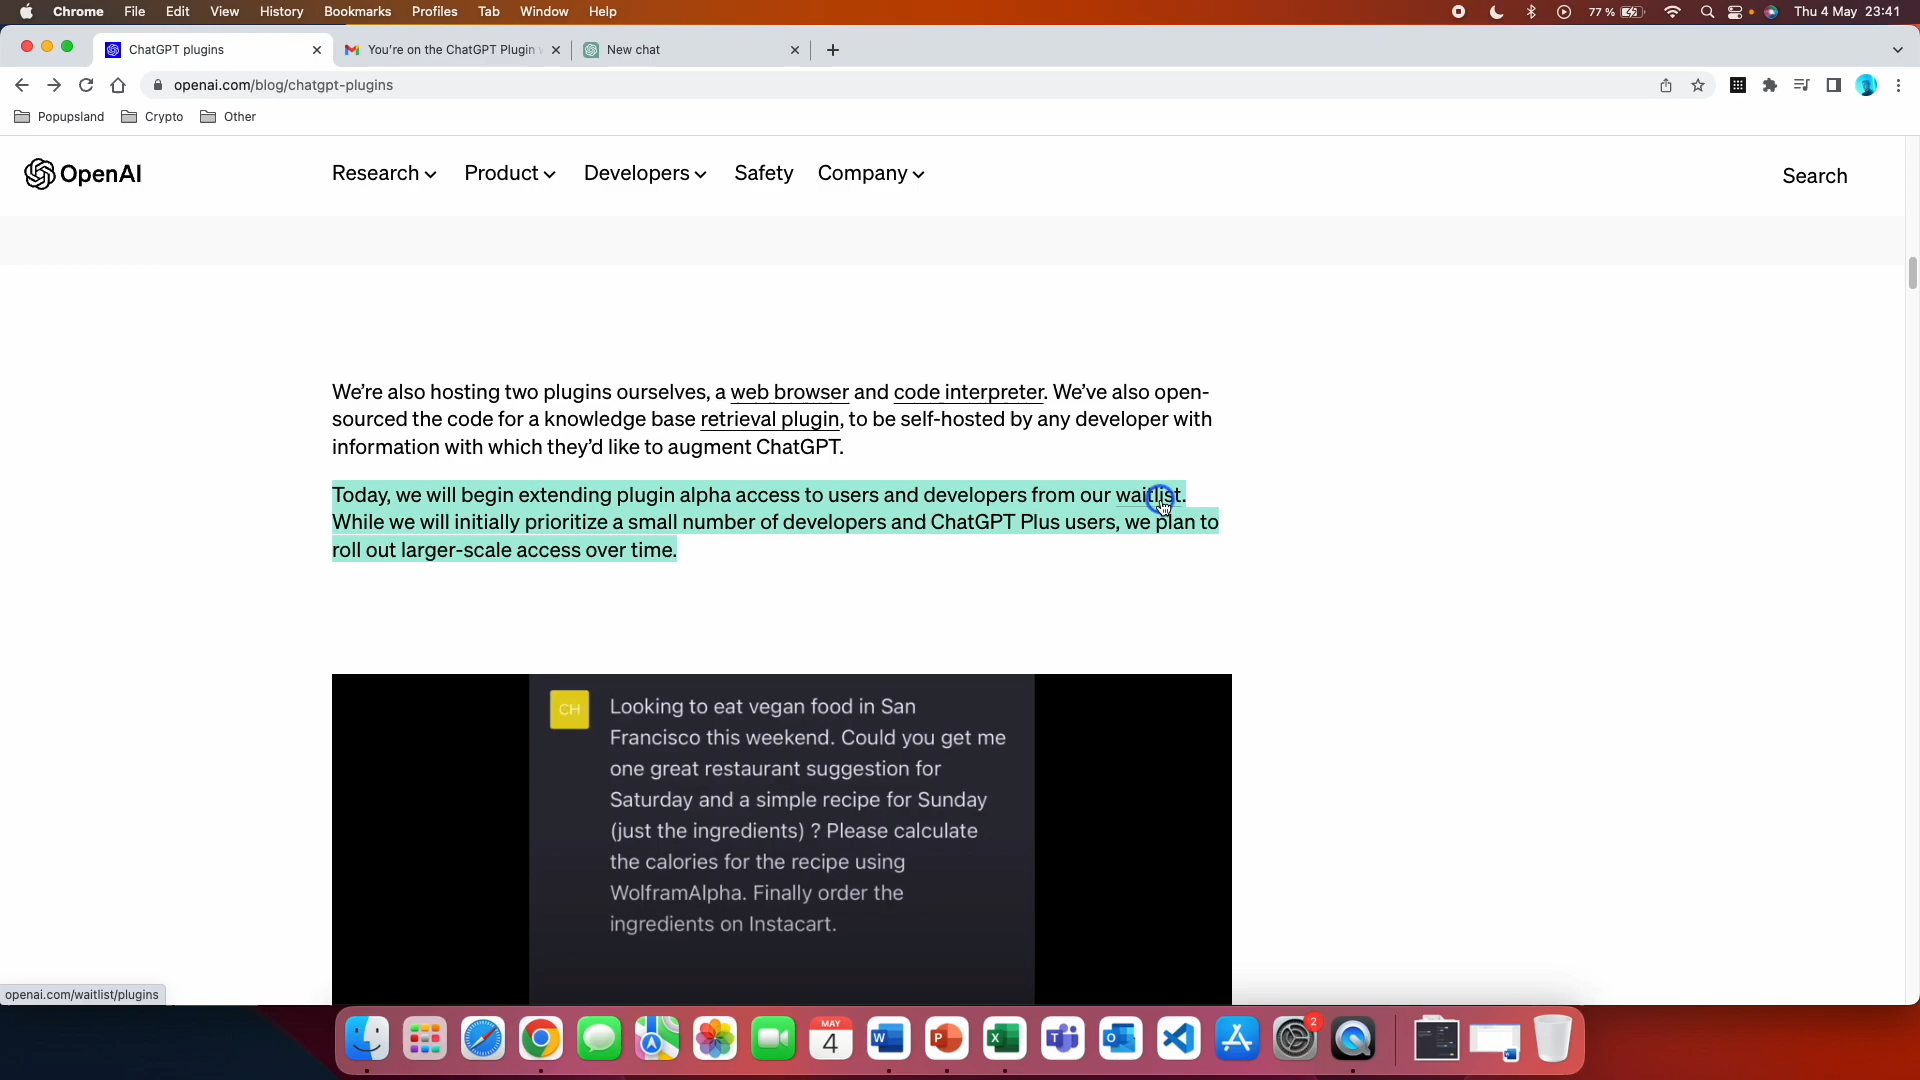 Chrome File Edit View History Bookmarks Profiles Tab Window Help 77 % Thu 4 May 23:41
ChatGPT plugins You're on the ChatGPT Plugin New chat
openai.com/blog/chatgpt-plugins
Popupsland Crypto Other
OpenAI Research Product Developers Safety Company Search
We're also hosting two plugins ourselves, a web browser and code interpreter. We've also open-
sourced the code for a knowledge base retrieval plugin, to be self-hosted by any developer with
information with which they'd like to augment ChatGPT.
Today, we will begin extending plugin alpha access to users and developers from our waitlist.
While we will initially prioritize a small number of developers and ChatGPT Plus users, we plan to
roll out larger-scale access over time.
CH Looking to eat vegan food in San
Francisco this weekend. Could you get me
one great restaurant suggestion for
Saturday and a simple recipe for Sunday
(just the ingredients) ? Please calculate
the calories for the recipe using
WolframAlpha. Finally order the
ingredients on Instacart.
openai.com/waitlist/plugins
MAY
4
W
P
X
T
O
2